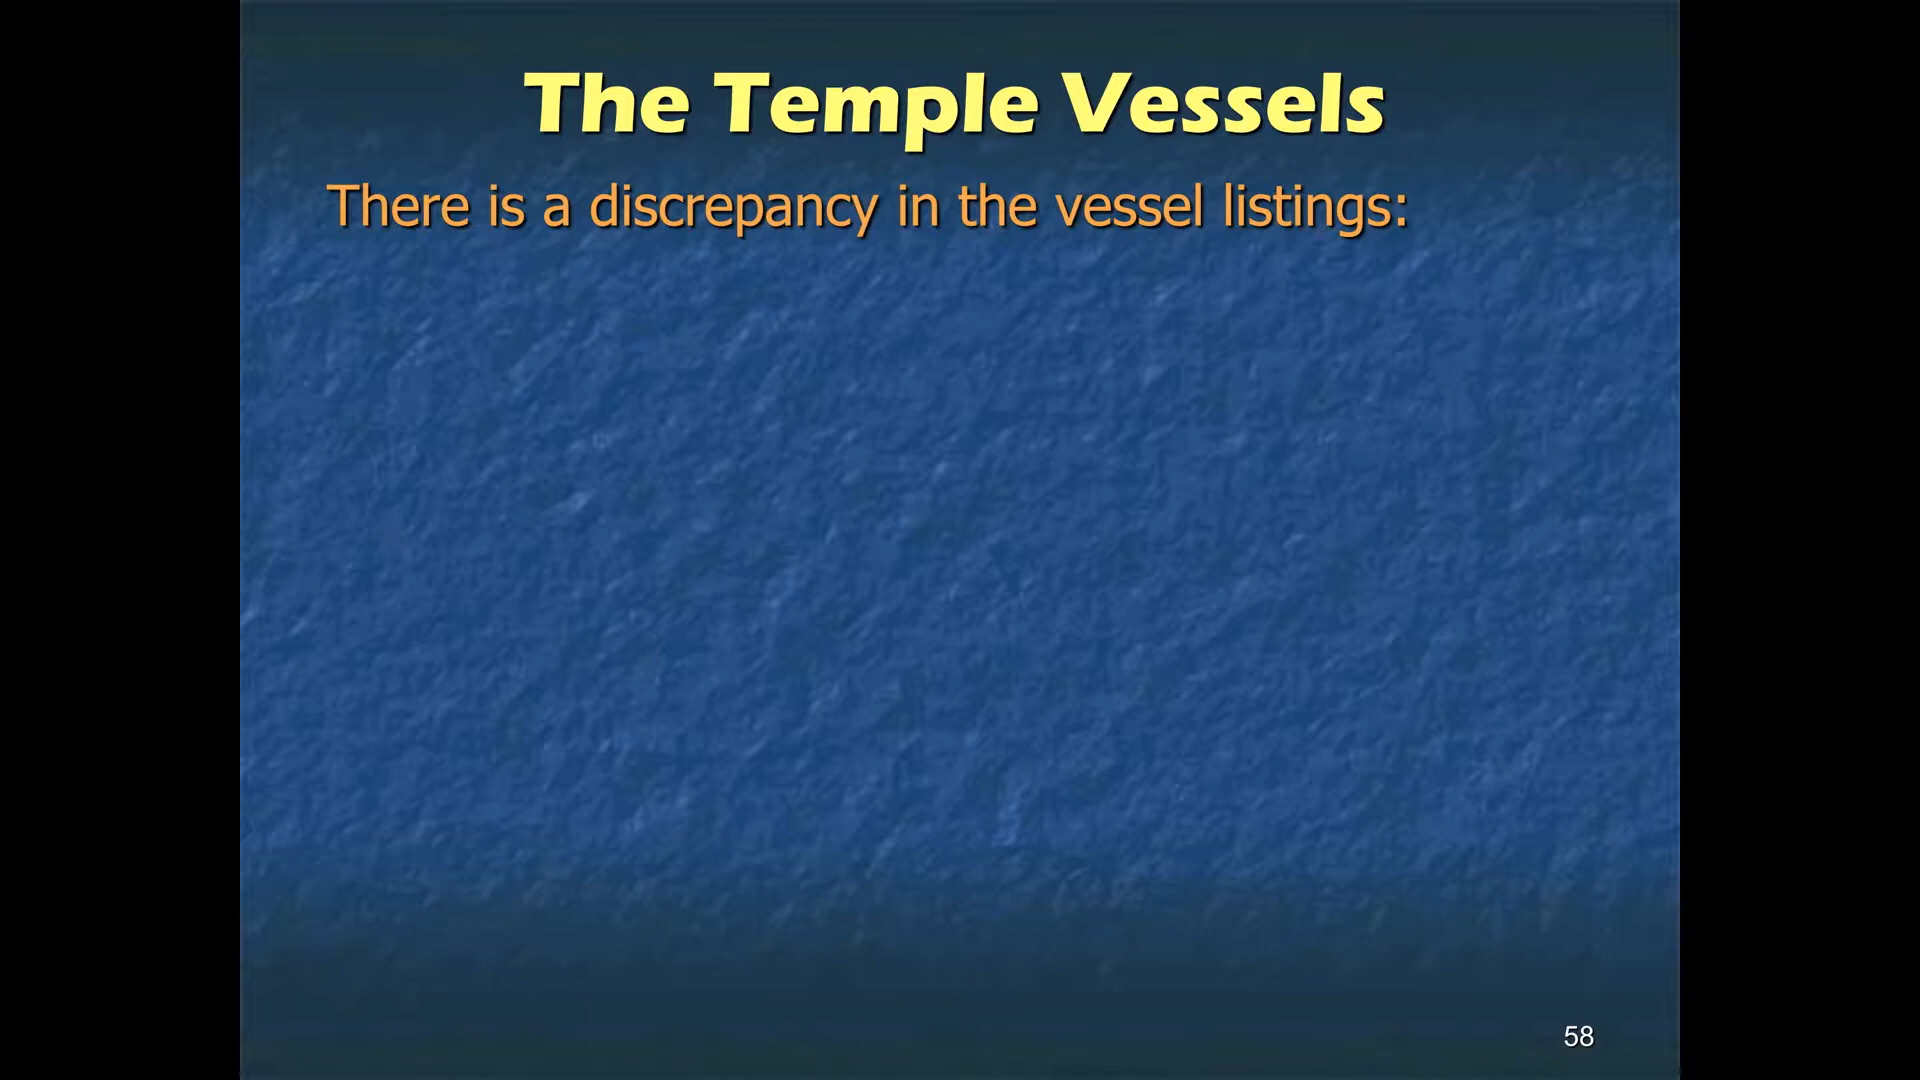 The Temple Vessels
There is a discrepancy in the vessel listings:
58